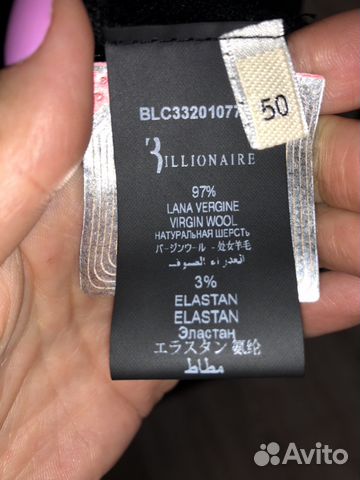 BLC33201077
50
BILLIONAIRE
97%
LANA VERGINE
VIRGIN WOOL
НАТУРАЛЬНАЯ ШЕРСТЬ
バージンウール - 处女羊毛
العذراء الصوف
3%
ELASTAN
ELASTAN
Эластан
エラスタン 氨纶
مطاط
Avito